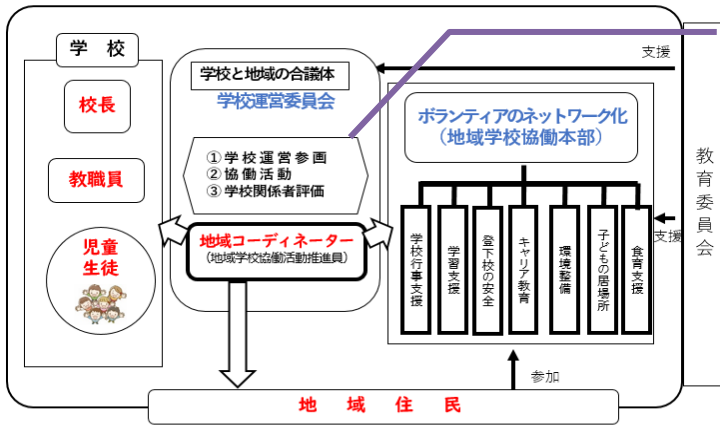 学 校
校長
教職員
児童
生徒
学校と地域の合議体
学校運営委員会
①学校運営参画
②協働活動
③学校関係者評価
地域コーディネーター
（地域学校協働活動推進員）
支援
ボランティアのネットワーク化
（地域学校協働本部）
学校行事支援
学習支援
登下校の安全
キャリア教育
環境整備
子どもの居場所
食育支援
支援
教育委員会
参加
地 域 住 民